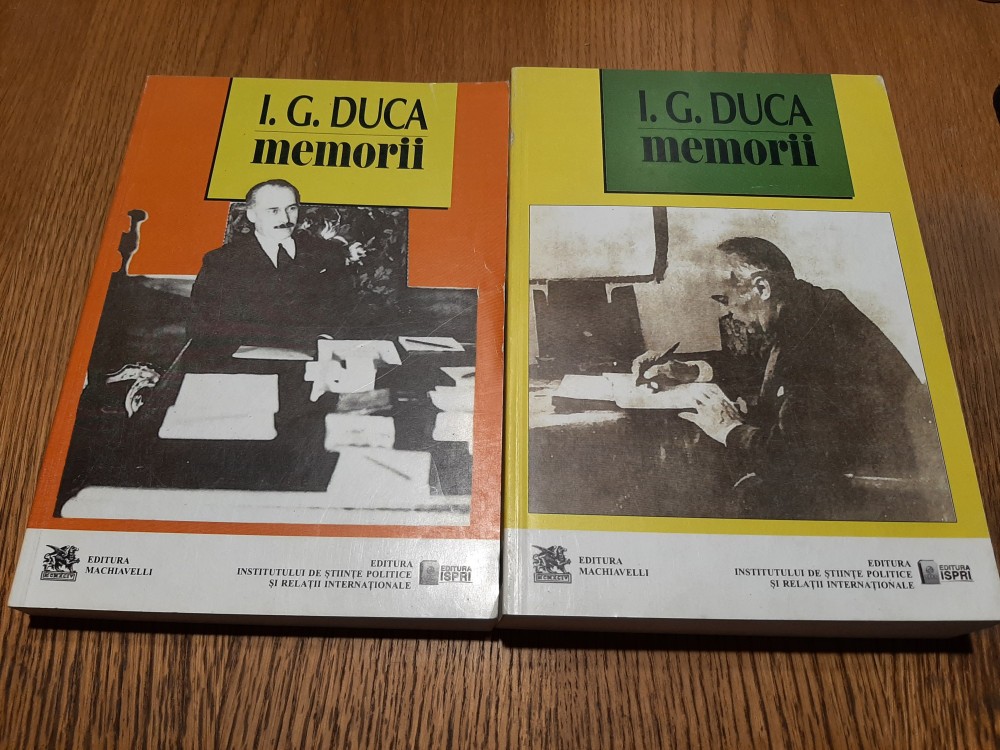 I. G. DUCA
memorii
EDITURA
MACHIAVELLI
EDITURA
INSTITUTULUI DE ȘTIINȚE POLITICE
ȘI RELAȚII INTERNAȚIONALE
EDITURA
ISPRI
I. G. DUCA
memorii
EDITURA
MACHIAVELLI
EDITURA
INSTITUTULUI DE ȘTIINȚE POLITICE
ȘI RELAȚII INTERNAȚIONALE
EDITURA
ISPRI